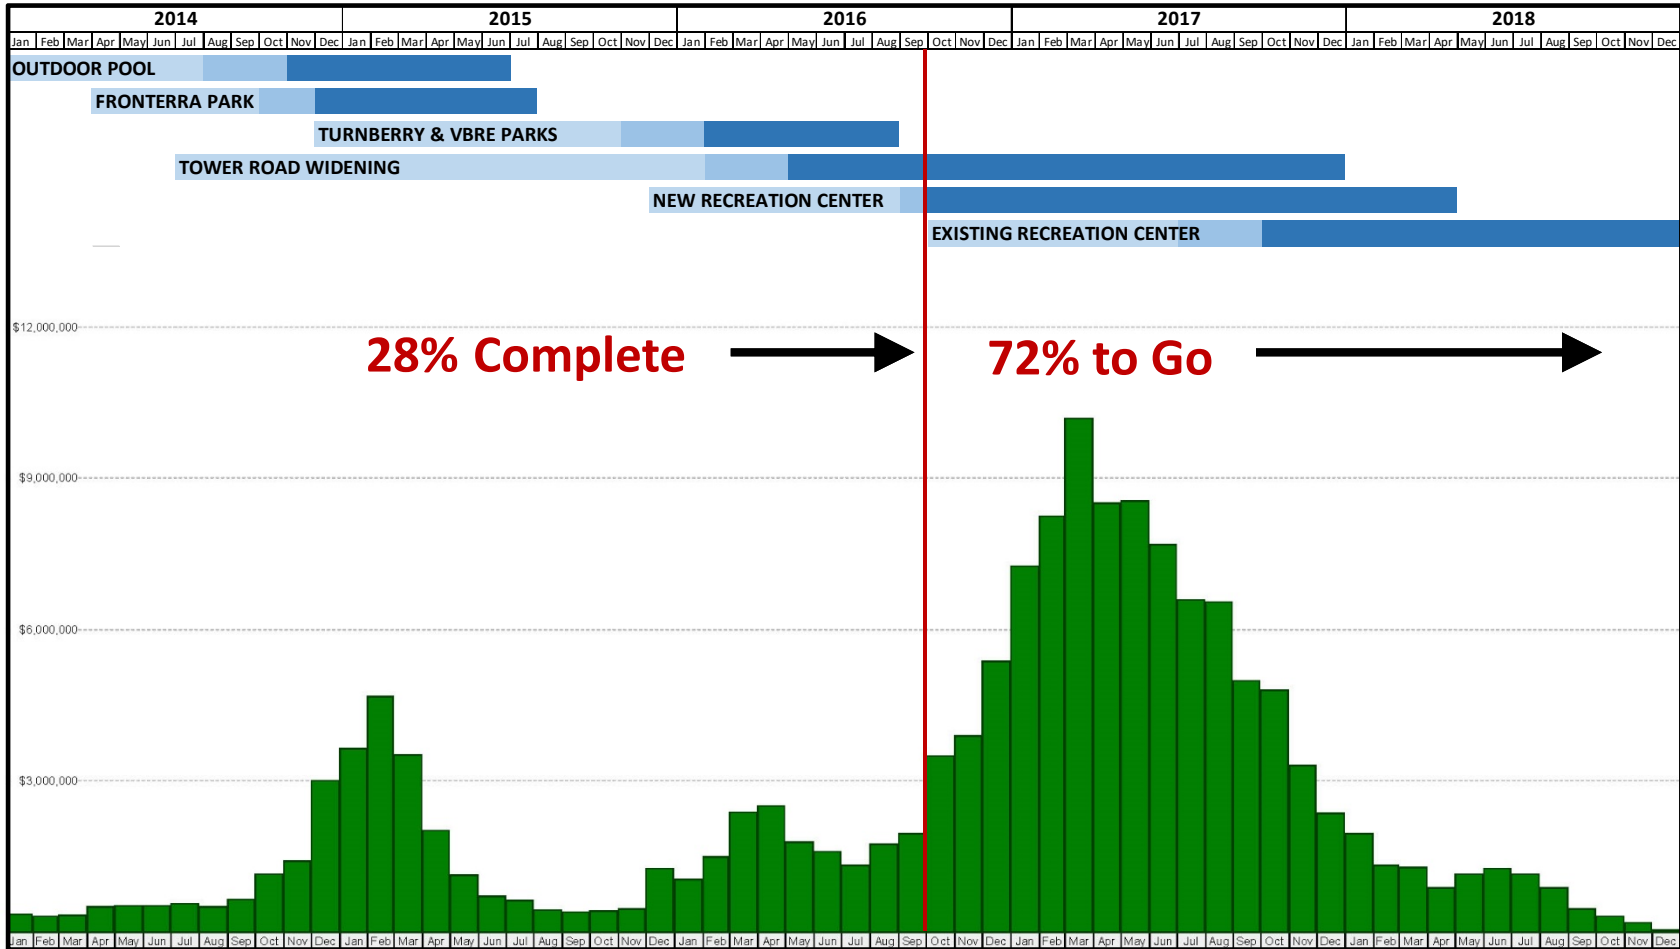 2014 2015 2016 2017 2018
Jan Feb Mar Apr May Jun Jul Aug Sep Oct Nov Dec Jan Feb Mar Apr May Jun Jul Aug Sep Oct Nov Dec Jan Feb Mar Apr May Jun Jul Aug Sep Oct Nov Dec Jan Feb Mar Apr May Jun Jul Aug Sep Oct Nov Dec Jan Feb Mar Apr May Jun Jul Aug Sep Oct Nov Dec
OUTDOOR POOL
FRONTERRA PARK
TURNBERRY & VBRE PARKS
TOWER ROAD WIDENING
NEW RECREATION CENTER
EXISTING RECREATION CENTER
$12,000,000
28% Complete 72% to Go
$9,000,000
$6,000,000
$3,000,000
Jan Feb Mar Apr May Jun Jul Aug Sep Oct Nov Dec Jan Feb Mar Apr May Jun Jul Aug Sep Oct Nov Dec Jan Feb Mar Apr May Jun Jul Aug Sep Oct Nov Dec Jan Feb Mar Apr May Jun Jul Aug Sep Oct Nov Dec Jan Feb Mar Apr May Jun Jul Aug Sep Oct Nov Dec